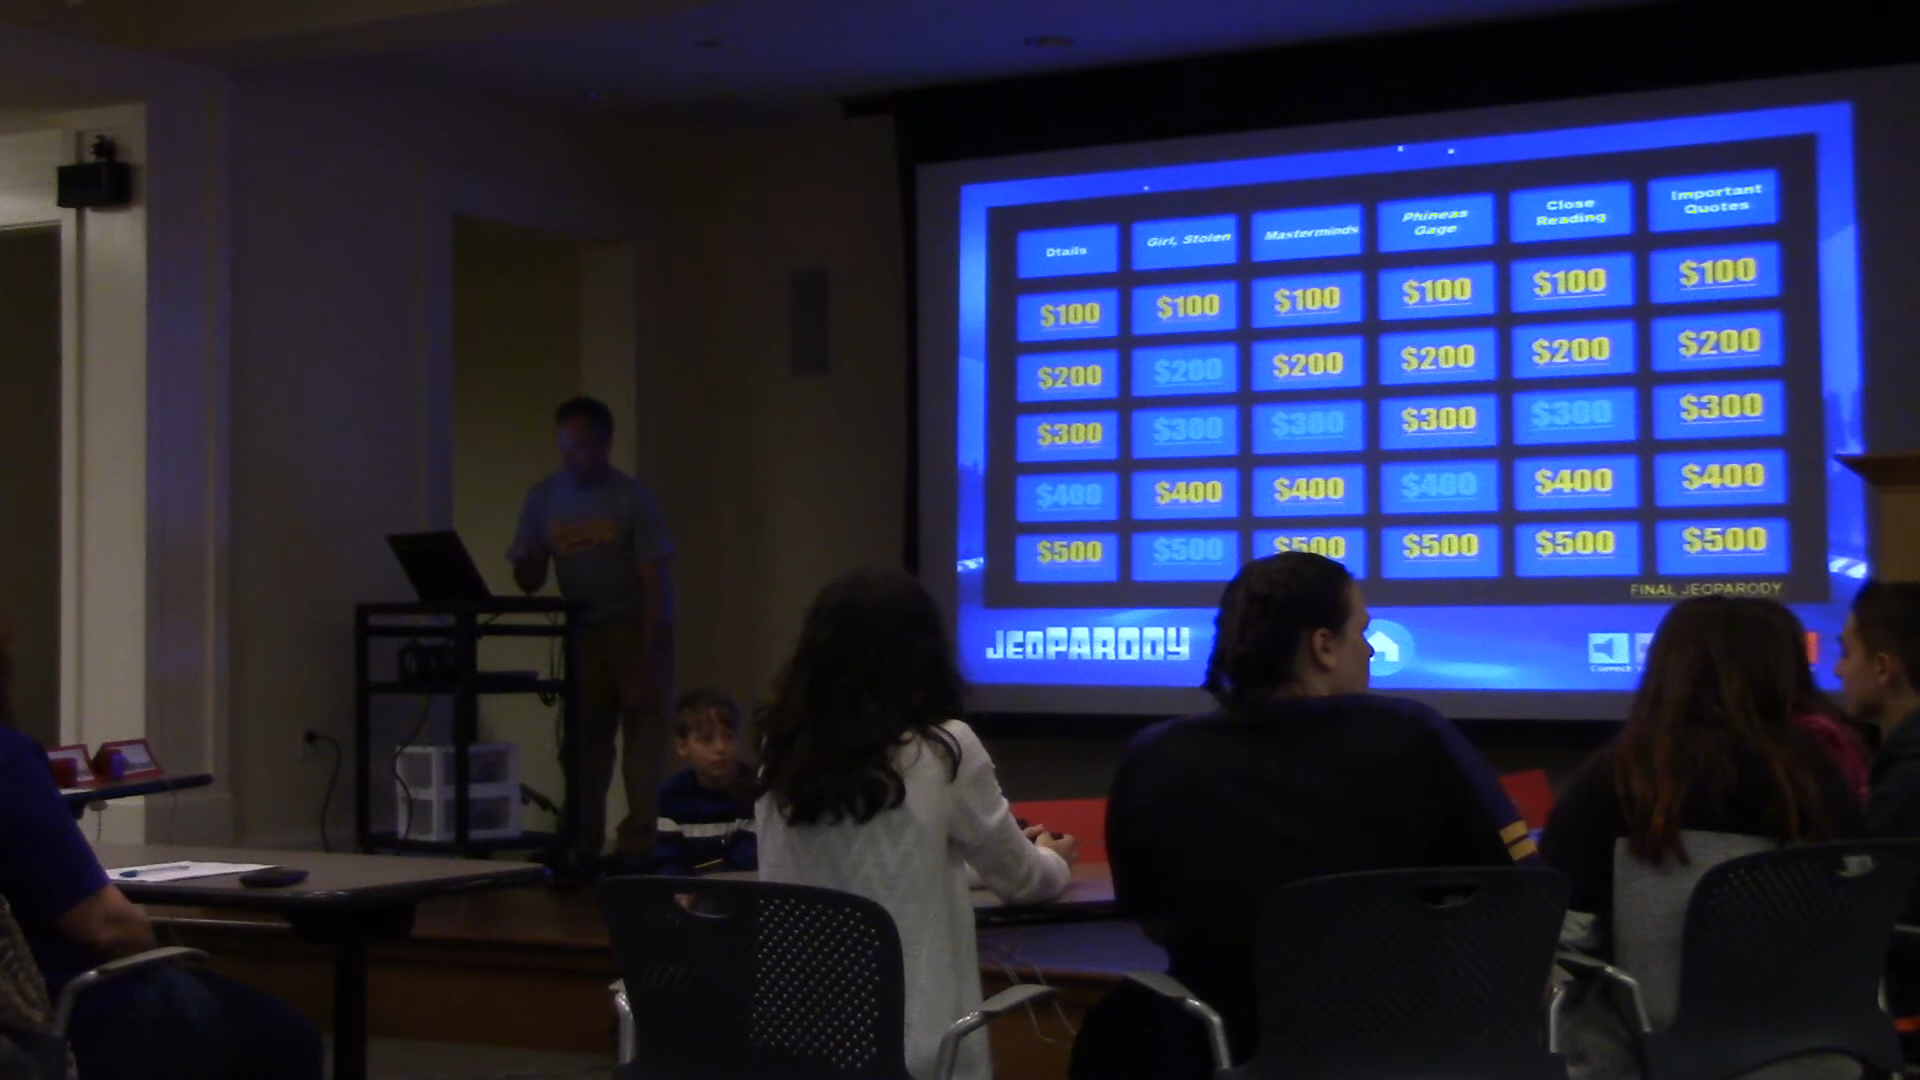 Dtails
Girl, Stolen
Masterminds
Phineas
Gage
Close
Reading
Important
Quotes
$100 $100 $100 $100 $100 $100
$200 $200 $200 $200 $200 $200
$300 $300 $300 $300 $300 $300
$400 $400 $400 $400 $400 $400
$500 $500 $500 $500 $500 $500
FINAL JEOPARODY
JEOPARODY
Correct